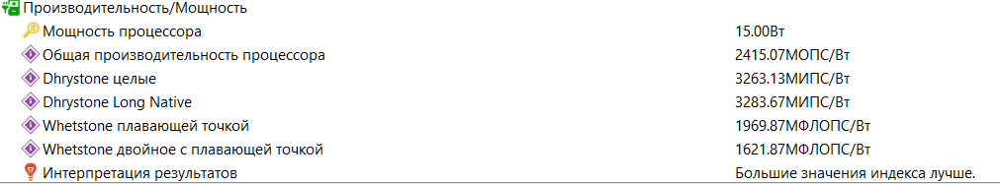 Производительность/Мощность
Мощность процессора 15.00Вт
Общая производительность процессора 2415.07МОПС/Вт
Dhrystone целые 3263.13МИПС/Вт
Dhrystone Long Native 3283.67МИПС/Вт
Whetstone плавающей точкой 1969.87МФЛОПС/Вт
Whetstone двойное с плавающей точкой 1621.87МФЛОПС/Вт
Интерпретация результатов Большие значения индекса лучше.